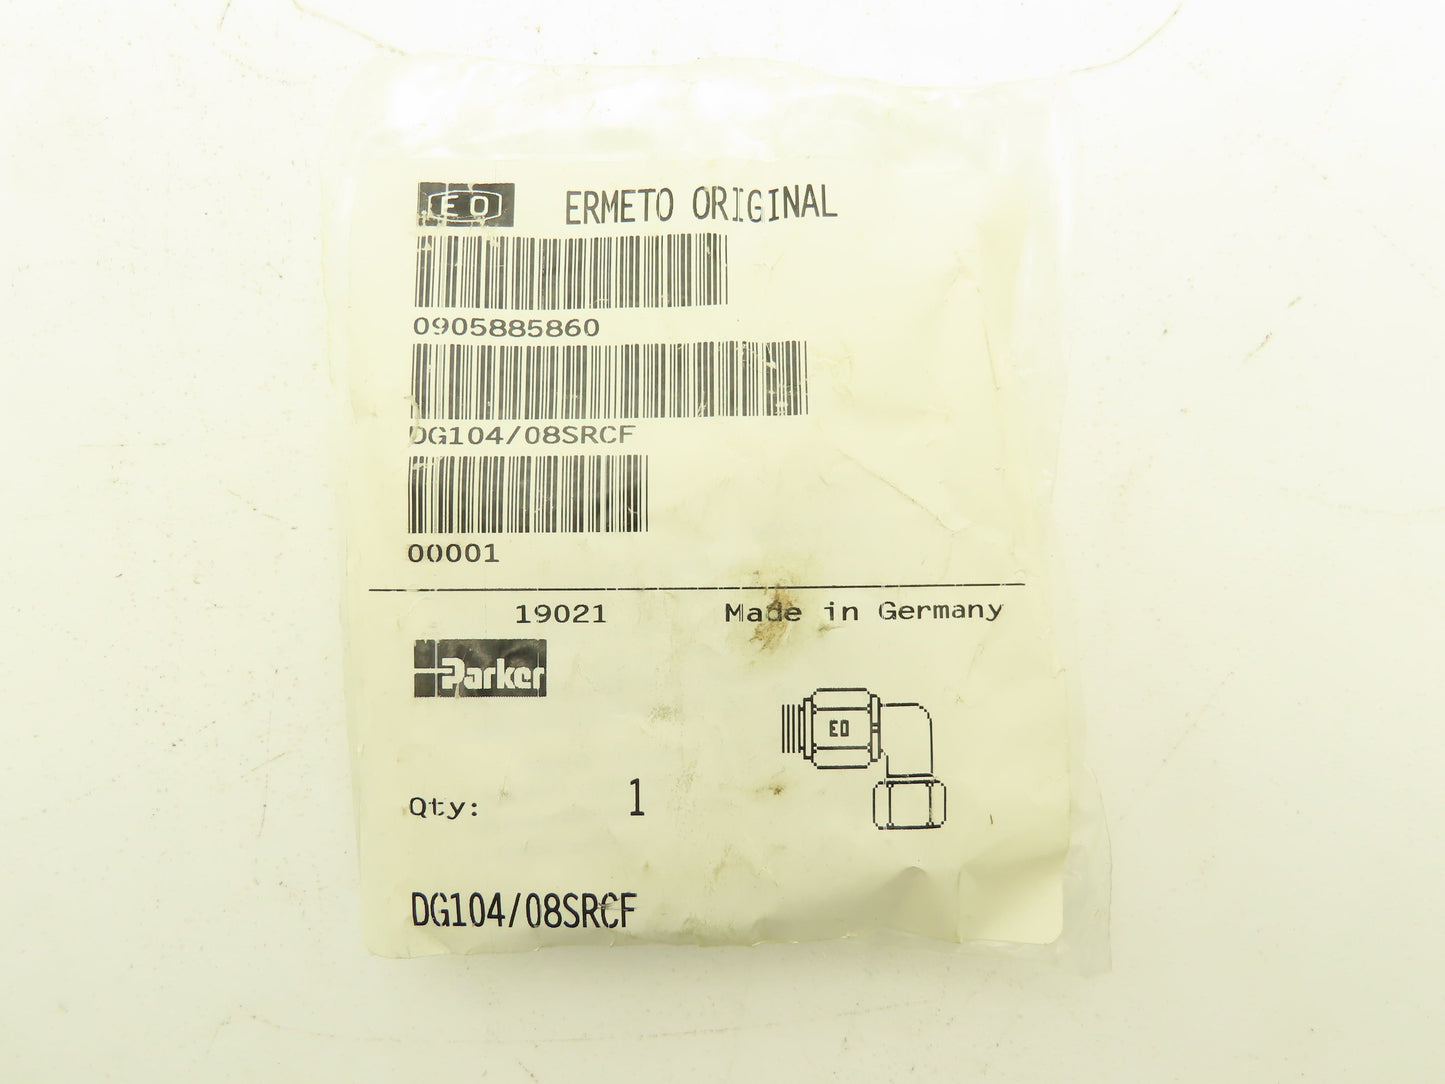 EO ERMETO ORIGINAL
0905885860
DG104/08SRCF
00001
19021 Made in Germany
Parker
EO
Qty: 1
DG104/08SRCF